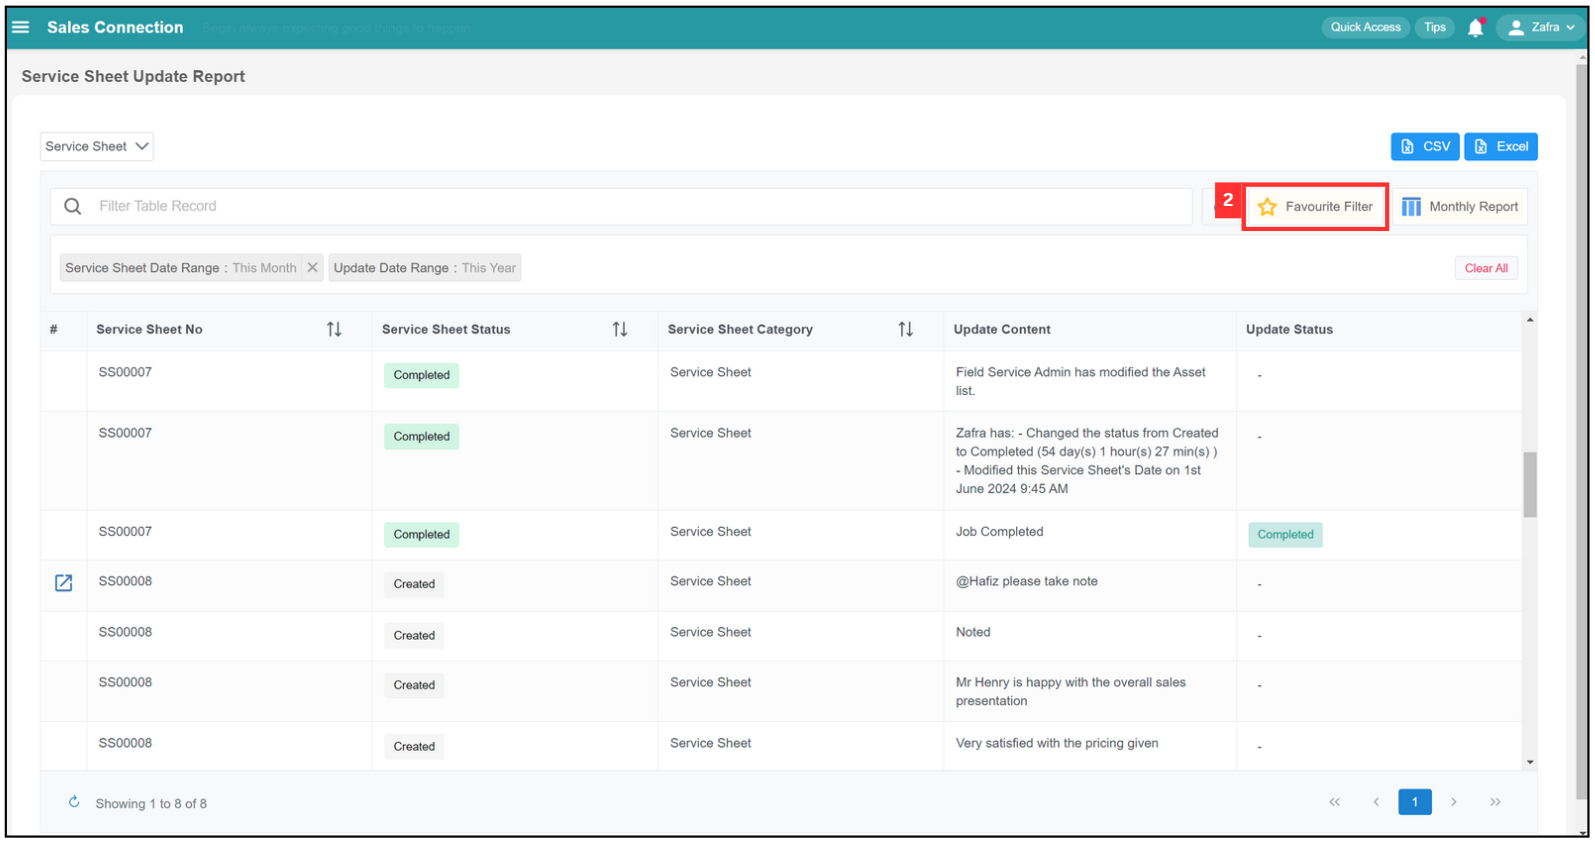 Sales Connection
Begin always expecting good things to happen
Quick Access
Tips
Zafra
Service Sheet Update Report
Service Sheet
CSV
Excel
Filter Table Record
2
Favourite Filter
Monthly Report
Service Sheet Date Range : This Month
Update Date Range : This Year
Clear All
# Service Sheet No Service Sheet Status Service Sheet Category Update Content Update Status
SS00007 Completed Service Sheet Field Service Admin has modified the Asset
list.
-
SS00007 Completed Service Sheet Zafra has: - Changed the status from Created
to Completed (54 day(s) 1 hour(s) 27 min(s) )
- Modified this Service Sheet's Date on 1st
June 2024 9:45 AM
-
SS00007 Completed Service Sheet Job Completed Completed
SS00008 Created Service Sheet @Hafiz please take note -
SS00008 Created Service Sheet Noted -
SS00008 Created Service Sheet Mr Henry is happy with the overall sales
presentation
-
SS00008 Created Service Sheet Very satisfied with the pricing given -
Showing 1 to 8 of 8
<< < 1 > >>